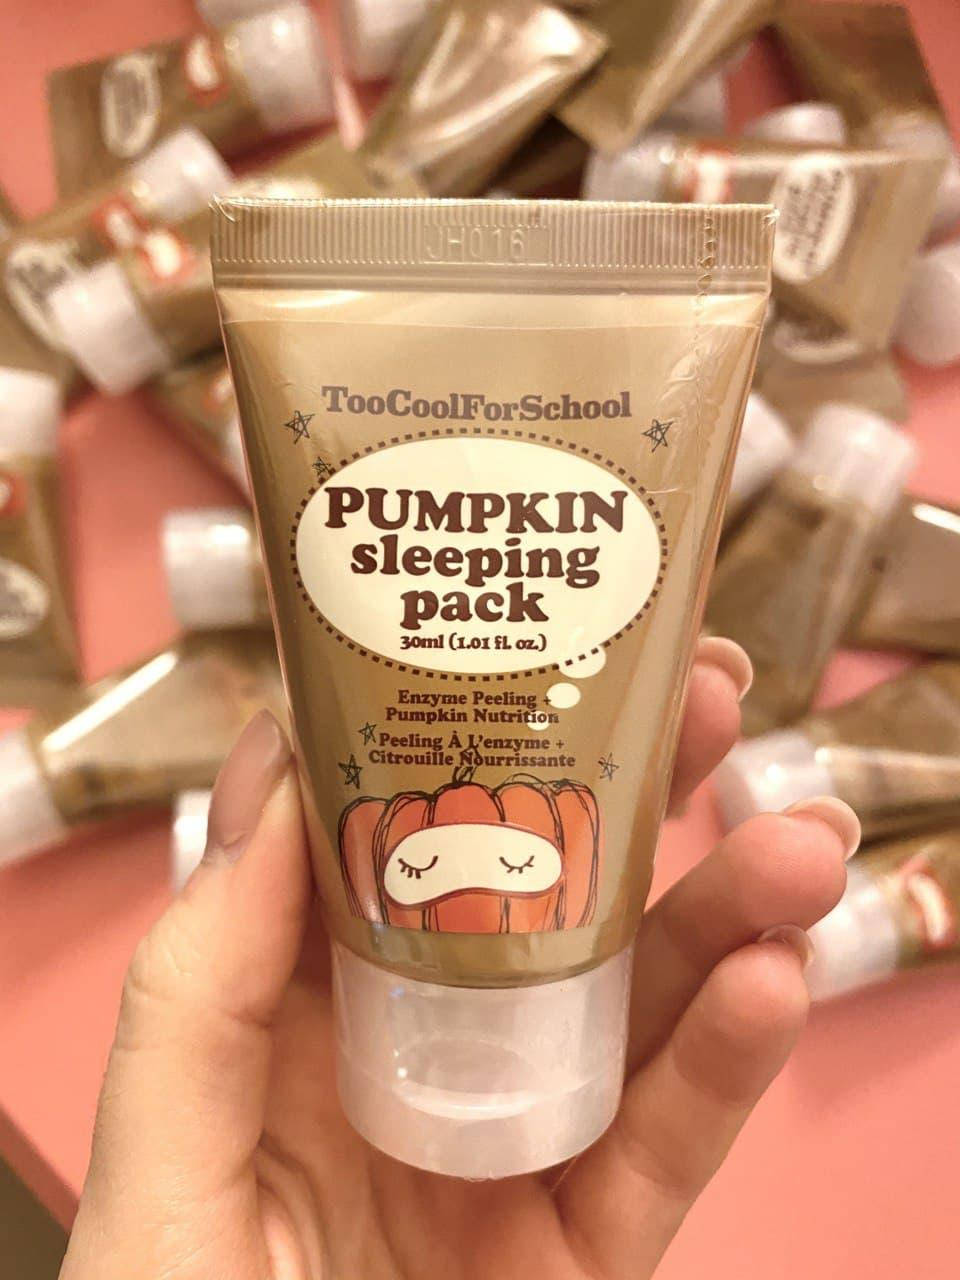 JH016
TooCoolForSchool
PUMPKIN
sleeping
pack
30ml (1.01 fl. oz.)
Enzyme Peeling +
Pumpkin Nutrition
Peeling À L'enzyme +
Citrouille Nourrissante